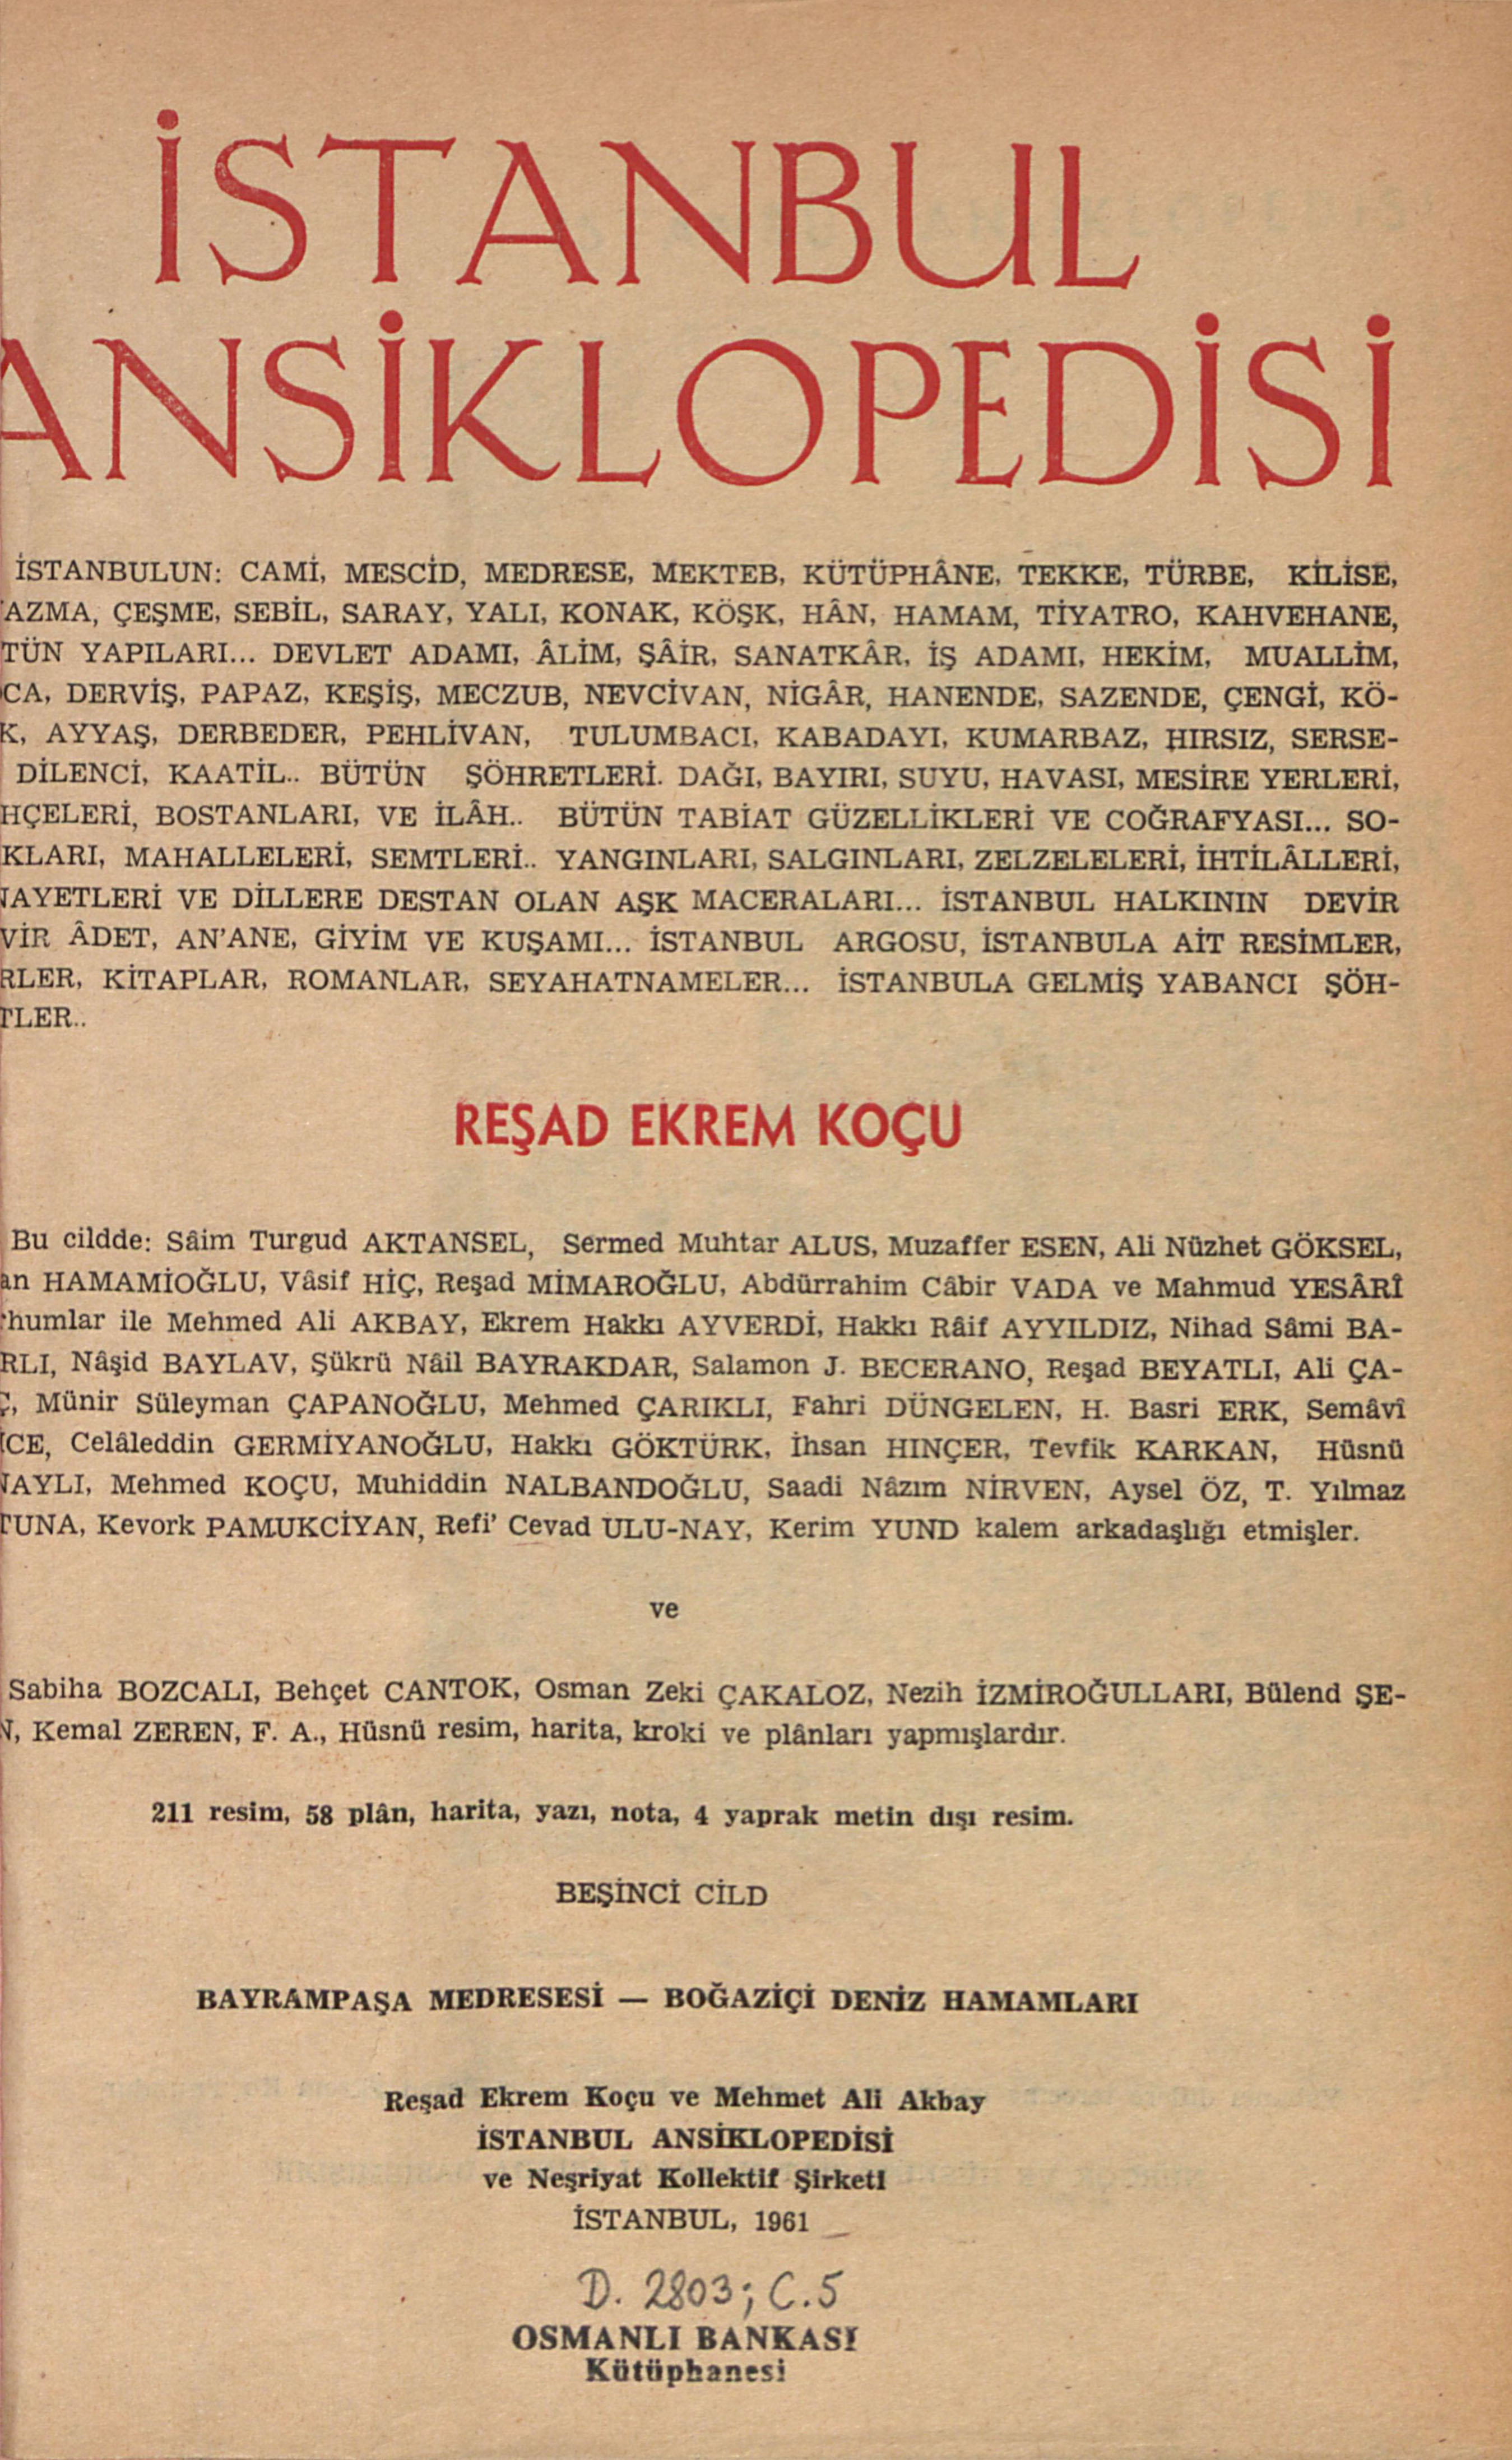 İSTANBUL
ANSİKLOPEDİSİ
İSTANBULUN: CAMİ, MESCİD, MEDRESE, MEKTEB, KÜTÜPHÂNE, TEKKE, TÜRBE, KİLİSE,
AZMA, ÇEŞME, SEBİL, SARAY, YALI, KONAK, KÖŞK, HÂN, HAMAM, TİYATRO, KAHVEHANE,
TÜN YAPILARI... DEVLET ADAMI, ÂLİM, ŞÂİR, SANATKÂR, İŞ ADAMI, HEKİM, MUALLİM,
CA, DERVİŞ, PAPAZ, KEŞİŞ, MECZUB, NEVCİVAN, NİGÂR, HANENDE, SAZENDE, ÇENGİ, KÖ-
K, AYYAŞ, DERBEDER, PEHLİVAN, TULUMBACI, KABADAYI, KUMARBAZ, HIRSIZ, SERSE-
DİLENCİ, KAATİL.. BÜTÜN ŞÖHRETLERİ. DAĞI, BAYIRI, SUYU, HAVASI, MESİRE YERLERİ,
HÇELERİ, BOSTANLARI, VE İLÂH.. BÜTÜN TABİAT GÜZELLİKLERİ VE COĞRAFYASI... SO-
KLARI, MAHALLELERİ, SEMTLERİ.. YANGINLARI, SALGINLARI, ZELZELELERİ, İHTİLÂLLERİ,
AYETLERİ VE DİLLERE DESTAN OLAN AŞK MACERALARI... İSTANBUL HALKININ DEVİR
VİR ÂDET, AN'ANE, GİYİM VE KUŞAMI... İSTANBUL ARGOSU, İSTANBULA AİT RESİMLER,
RLER, KİTAPLAR, ROMANLAR, SEYAHATNAMELER... İSTANBULA GELMİŞ YABANCI ŞÖH-
TLER..
REŞAD EKREM KOÇU
Bu cildde: Sâim Turgud AKTANSEL, Sermed Muhtar ALUS, Muzaffer ESEN, Ali Nüzhet GÖKSEL,
an HAMAMİOĞLU, Vâsıf HİÇ, Reşad MİMAROĞLU, Abdürrahim Câbir VADA ve Mahmud YESÂRÎ
humlar ile Mehmed Ali AKBAY, Ekrem Hakkı AYVERDİ, Hakkı Râif AYYILDIZ, Nihad Sâmi BA-
RLI, Nâşid BAYLAV, Şükrü Nâil BAYRAKDAR, Salamon J. BECERANO, Reşad BEYATLI, Ali ÇA-
Ç, Münir Süleyman ÇAPANOĞLU, Mehmed ÇARIKLI, Fahri DÜNGELEN, H. Basri ERK, Semâvî
İCE, Celâleddin GERMİYANOĞLU, Hakkı GÖKTÜRK, İhsan HINÇER, Tevfik KARKAN, Hüsnü
NAYLI, Mehmed KOÇU, Muhiddin NALBANDOĞLU, Saadi Nâzım NİRVEN, Aysel ÖZ, T. Yılmaz
TUNA, Kevork PAMUKCİYAN, Refi' Cevad ULU-NAY, Kerim YUND kalem arkadaşlığı etmişler.
ve
Sabiha BOZCALI, Behçet CANTOK, Osman Zeki ÇAKALOZ, Nezih İZMİROĞULLARI, Bülend ŞE-
N, Kemal ZEREN, F. A., Hüsnü resim, harita, kroki ve plânları yapmışlardır.
211 resim, 58 plân, harita, yazı, nota, 4 yaprak metin dışı resim.
BEŞİNCİ CİLD
BAYRAMPAŞA MEDRESESİ — BOĞAZİÇİ DENİZ HAMAMLARI
Reşad Ekrem Koçu ve Mehmet Ali Akbay
İSTANBUL ANSİKLOPEDİSİ
ve Neşriyat Kollektif Şirketi
İSTANBUL, 1961
D. 2803; C.5
OSMANLI BANKASI
Kütüphanesi